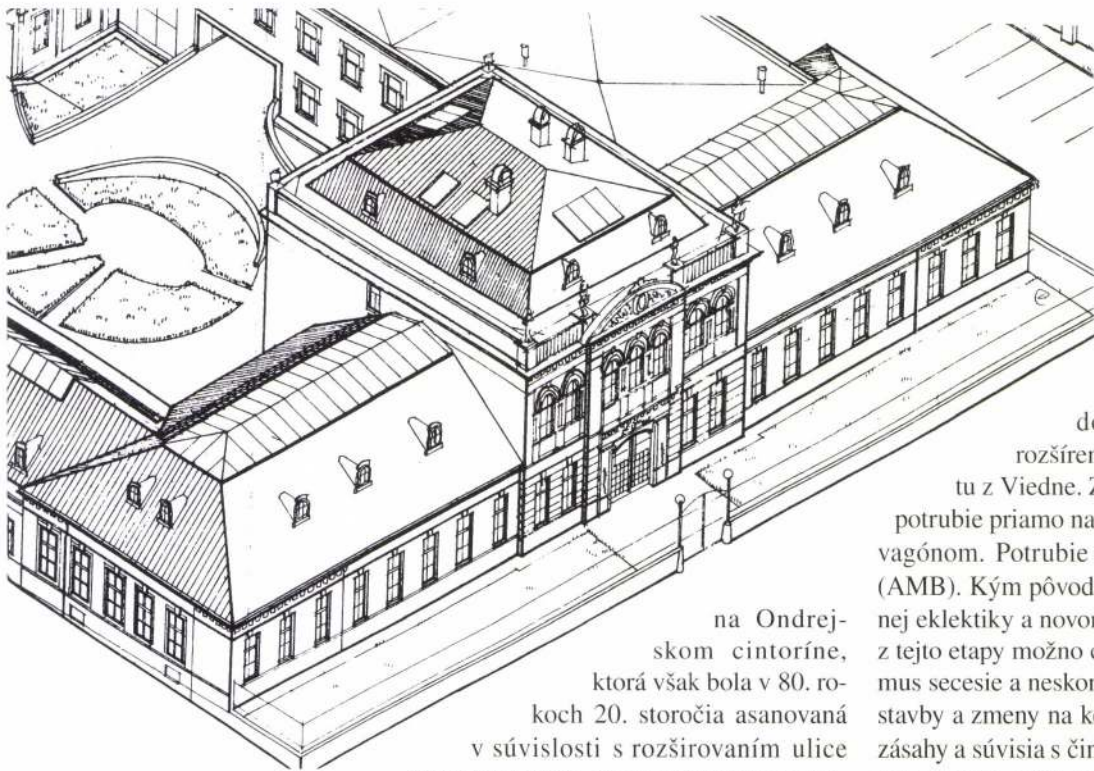 na Ondrej-
skom cintoríne,
ktorá však bola v 80. ro-
koch 20. storočia asanovaná
v súvislosti s rozširovaním ulice
rozšíren
tu z Viedne. Z
potrubie priamo na
vagónom. Potrubie
(AMB). Kým pôvod
nej eklektiky a novor
z tejto etapy možno
mus secesie a neskor
stavby a zmeny na
zásahy a súvisia s čin